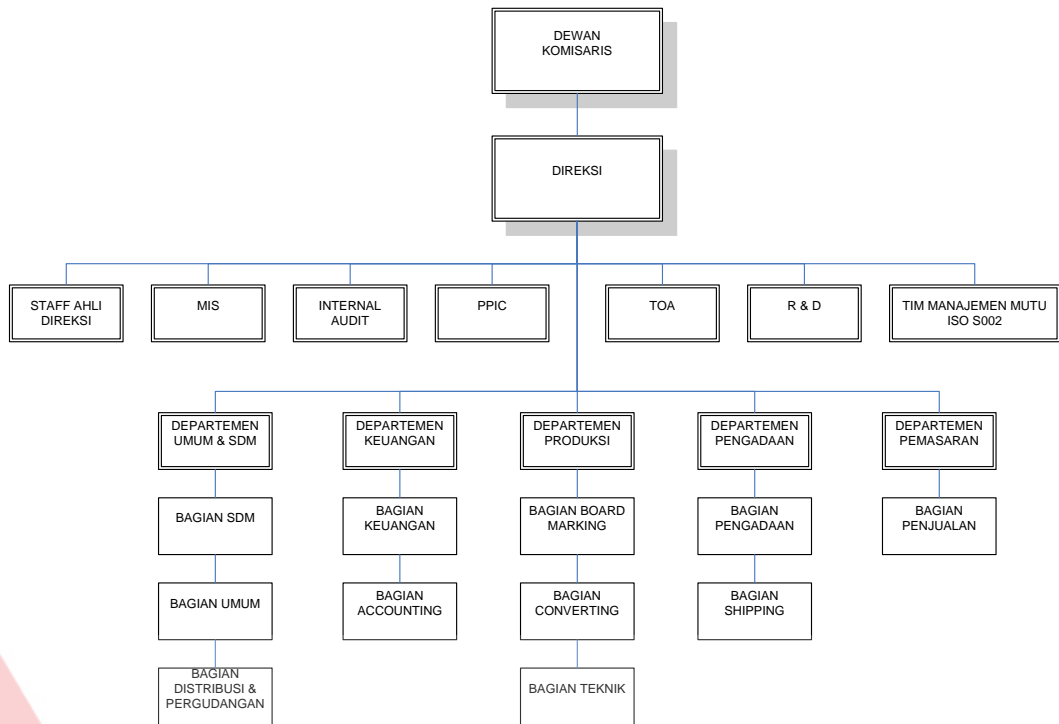 DEWAN
KOMISARIS
DIREKSI
STAFF AHLI
DIREKSI
MIS
INTERNAL
AUDIT
PPIC
TOA
R & D
TIM MANAJEMEN MUTU
ISO S002
DEPARTEMEN
UMUM & SDM
DEPARTEMEN
KEUANGAN
DEPARTEMEN
PRODUKSI
DEPARTEMEN
PENGADAAN
DEPARTEMEN
PEMASARAN
BAGIAN SDM
BAGIAN
KEUANGAN
BAGIAN BOARD
MARKING
BAGIAN
PENGADAAN
BAGIAN
PENJUALAN
BAGIAN UMUM
BAGIAN
ACCOUNTING
BAGIAN
CONVERTING
BAGIAN
SHIPPING
BAGIAN
DISTRIBUSI &
PERGUDANGAN
BAGIAN TEKNIK